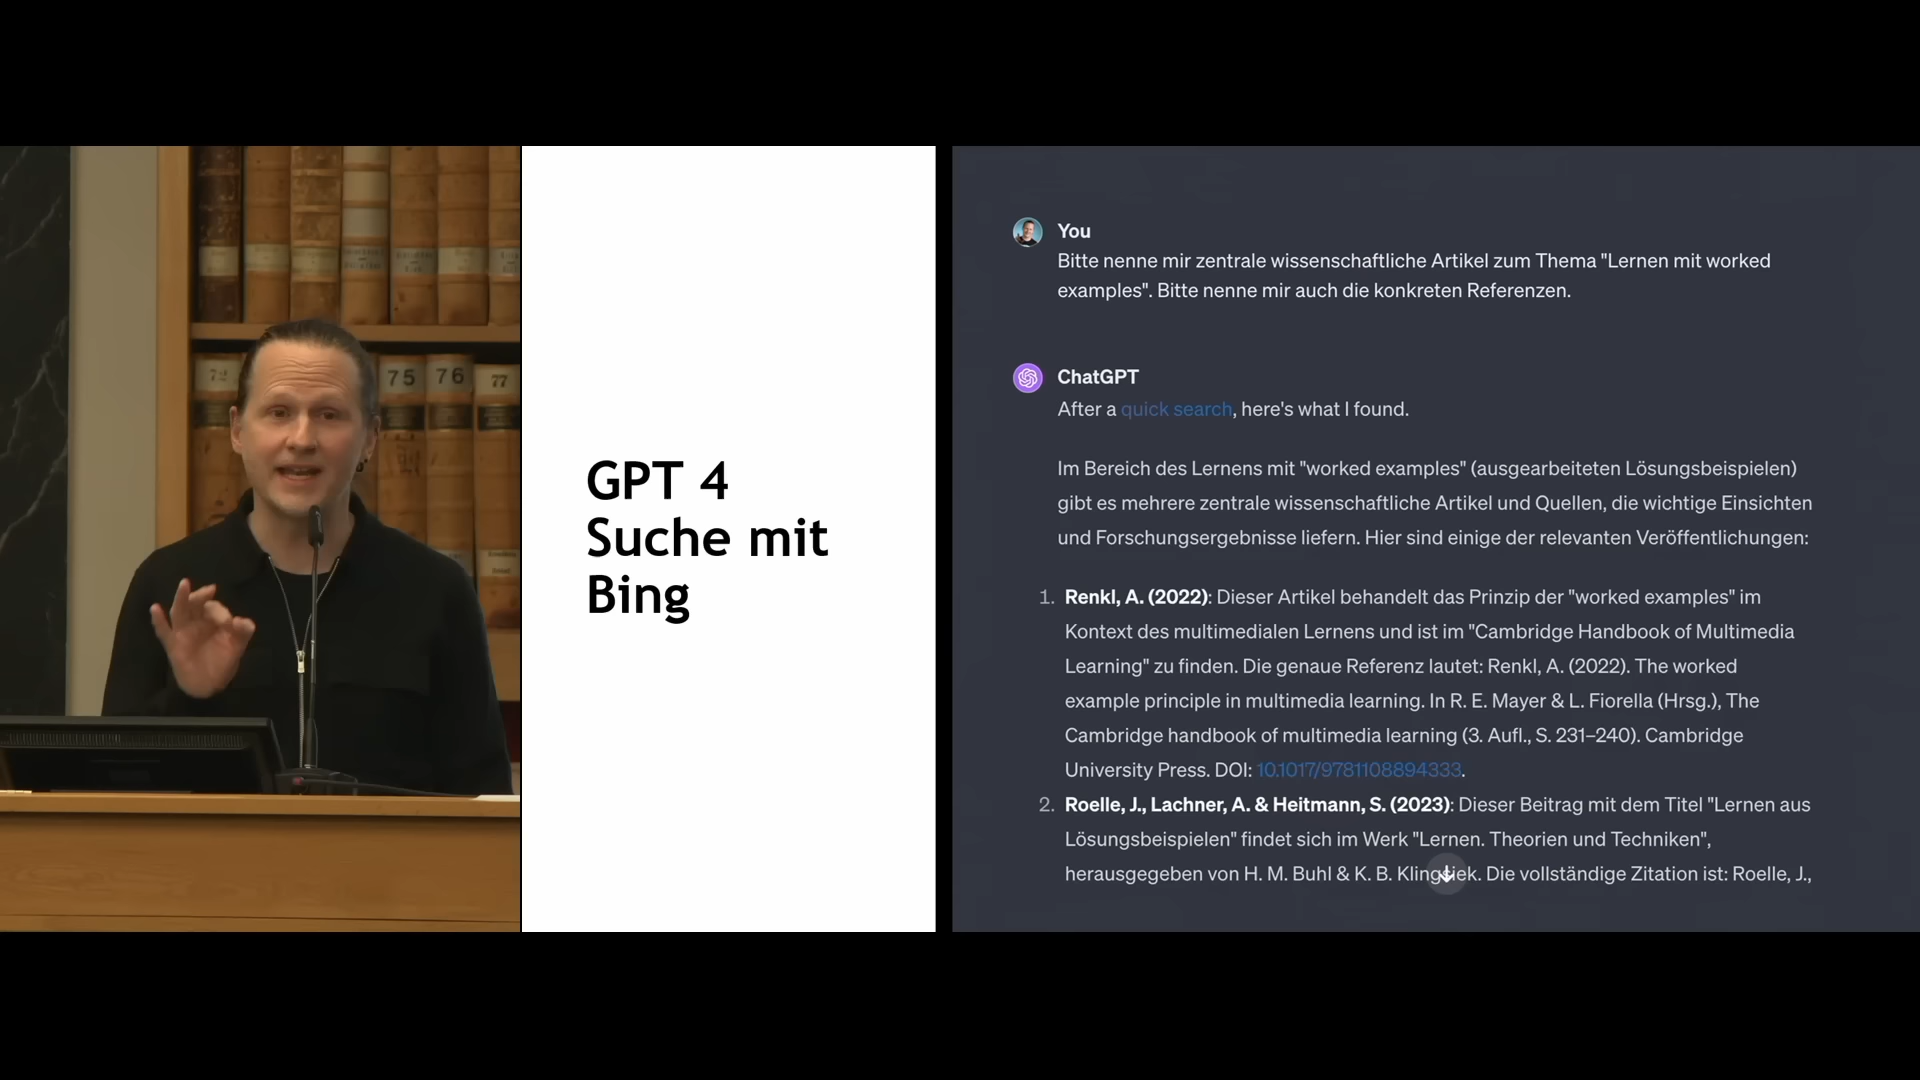 75
76
77
GPT 4
Suche mit
Bing
You
Bitte nenne mir zentrale wissenschaftliche Artikel zum Thema "Lernen mit worked
examples". Bitte nenne mir auch die konkreten Referenzen.
ChatGPT
After a quick search, here's what I found.
Im Bereich des Lernens mit "worked examples" (ausgearbeiteten Lösungsbeispielen)
gibt es mehrere zentrale wissenschaftliche Artikel und Quellen, die wichtige Einsichten
und Forschungsergebnisse liefern. Hier sind einige der relevanten Veröffentlichungen:
1. Renkl, A. (2022): Dieser Artikel behandelt das Prinzip der "worked examples" im
Kontext des multimedialen Lernens und ist im "Cambridge Handbook of Multimedia
Learning" zu finden. Die genaue Referenz lautet: Renkl, A. (2022). The worked
example principle in multimedia learning. In R. E. Mayer & L. Fiorella (Hrsg.), The
Cambridge handbook of multimedia learning (3. Aufl., S. 231–240). Cambridge
University Press. DOI: 10.1017/9781108894333.
2. Roelle, J., Lachner, A. & Heitmann, S. (2023): Dieser Beitrag mit dem Titel "Lernen aus
Lösungsbeispielen" findet sich im Werk "Lernen. Theorien und Techniken",
herausgegeben von H. M. Buhl & K. B. Klingsiek. Die vollständige Zitation ist: Roelle, J.,